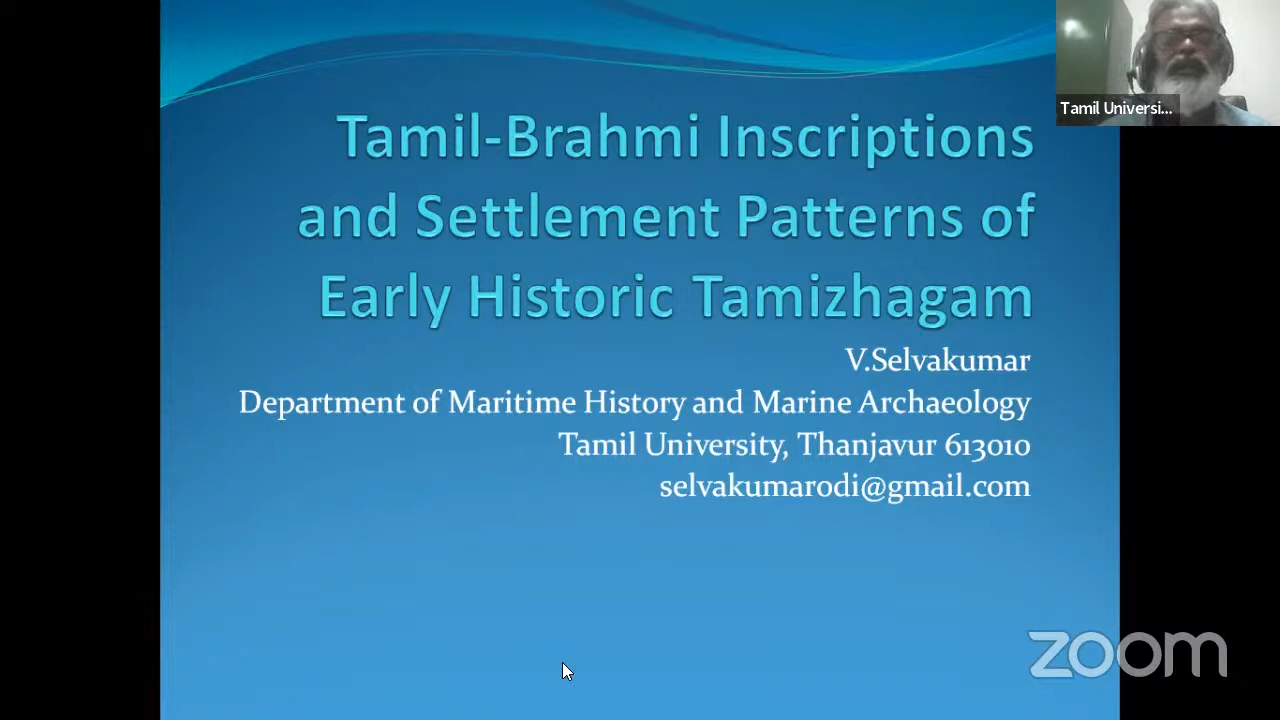 Tamil Universi...
Tamil-Brahmi Inscriptions
and Settlement Patterns of
Early Historic Tamizhagam
V.Selvakumar
Department of Maritime History and Marine Archaeology
Tamil University, Thanjavur 613010
selvakumarodi@gmail.com
zoom